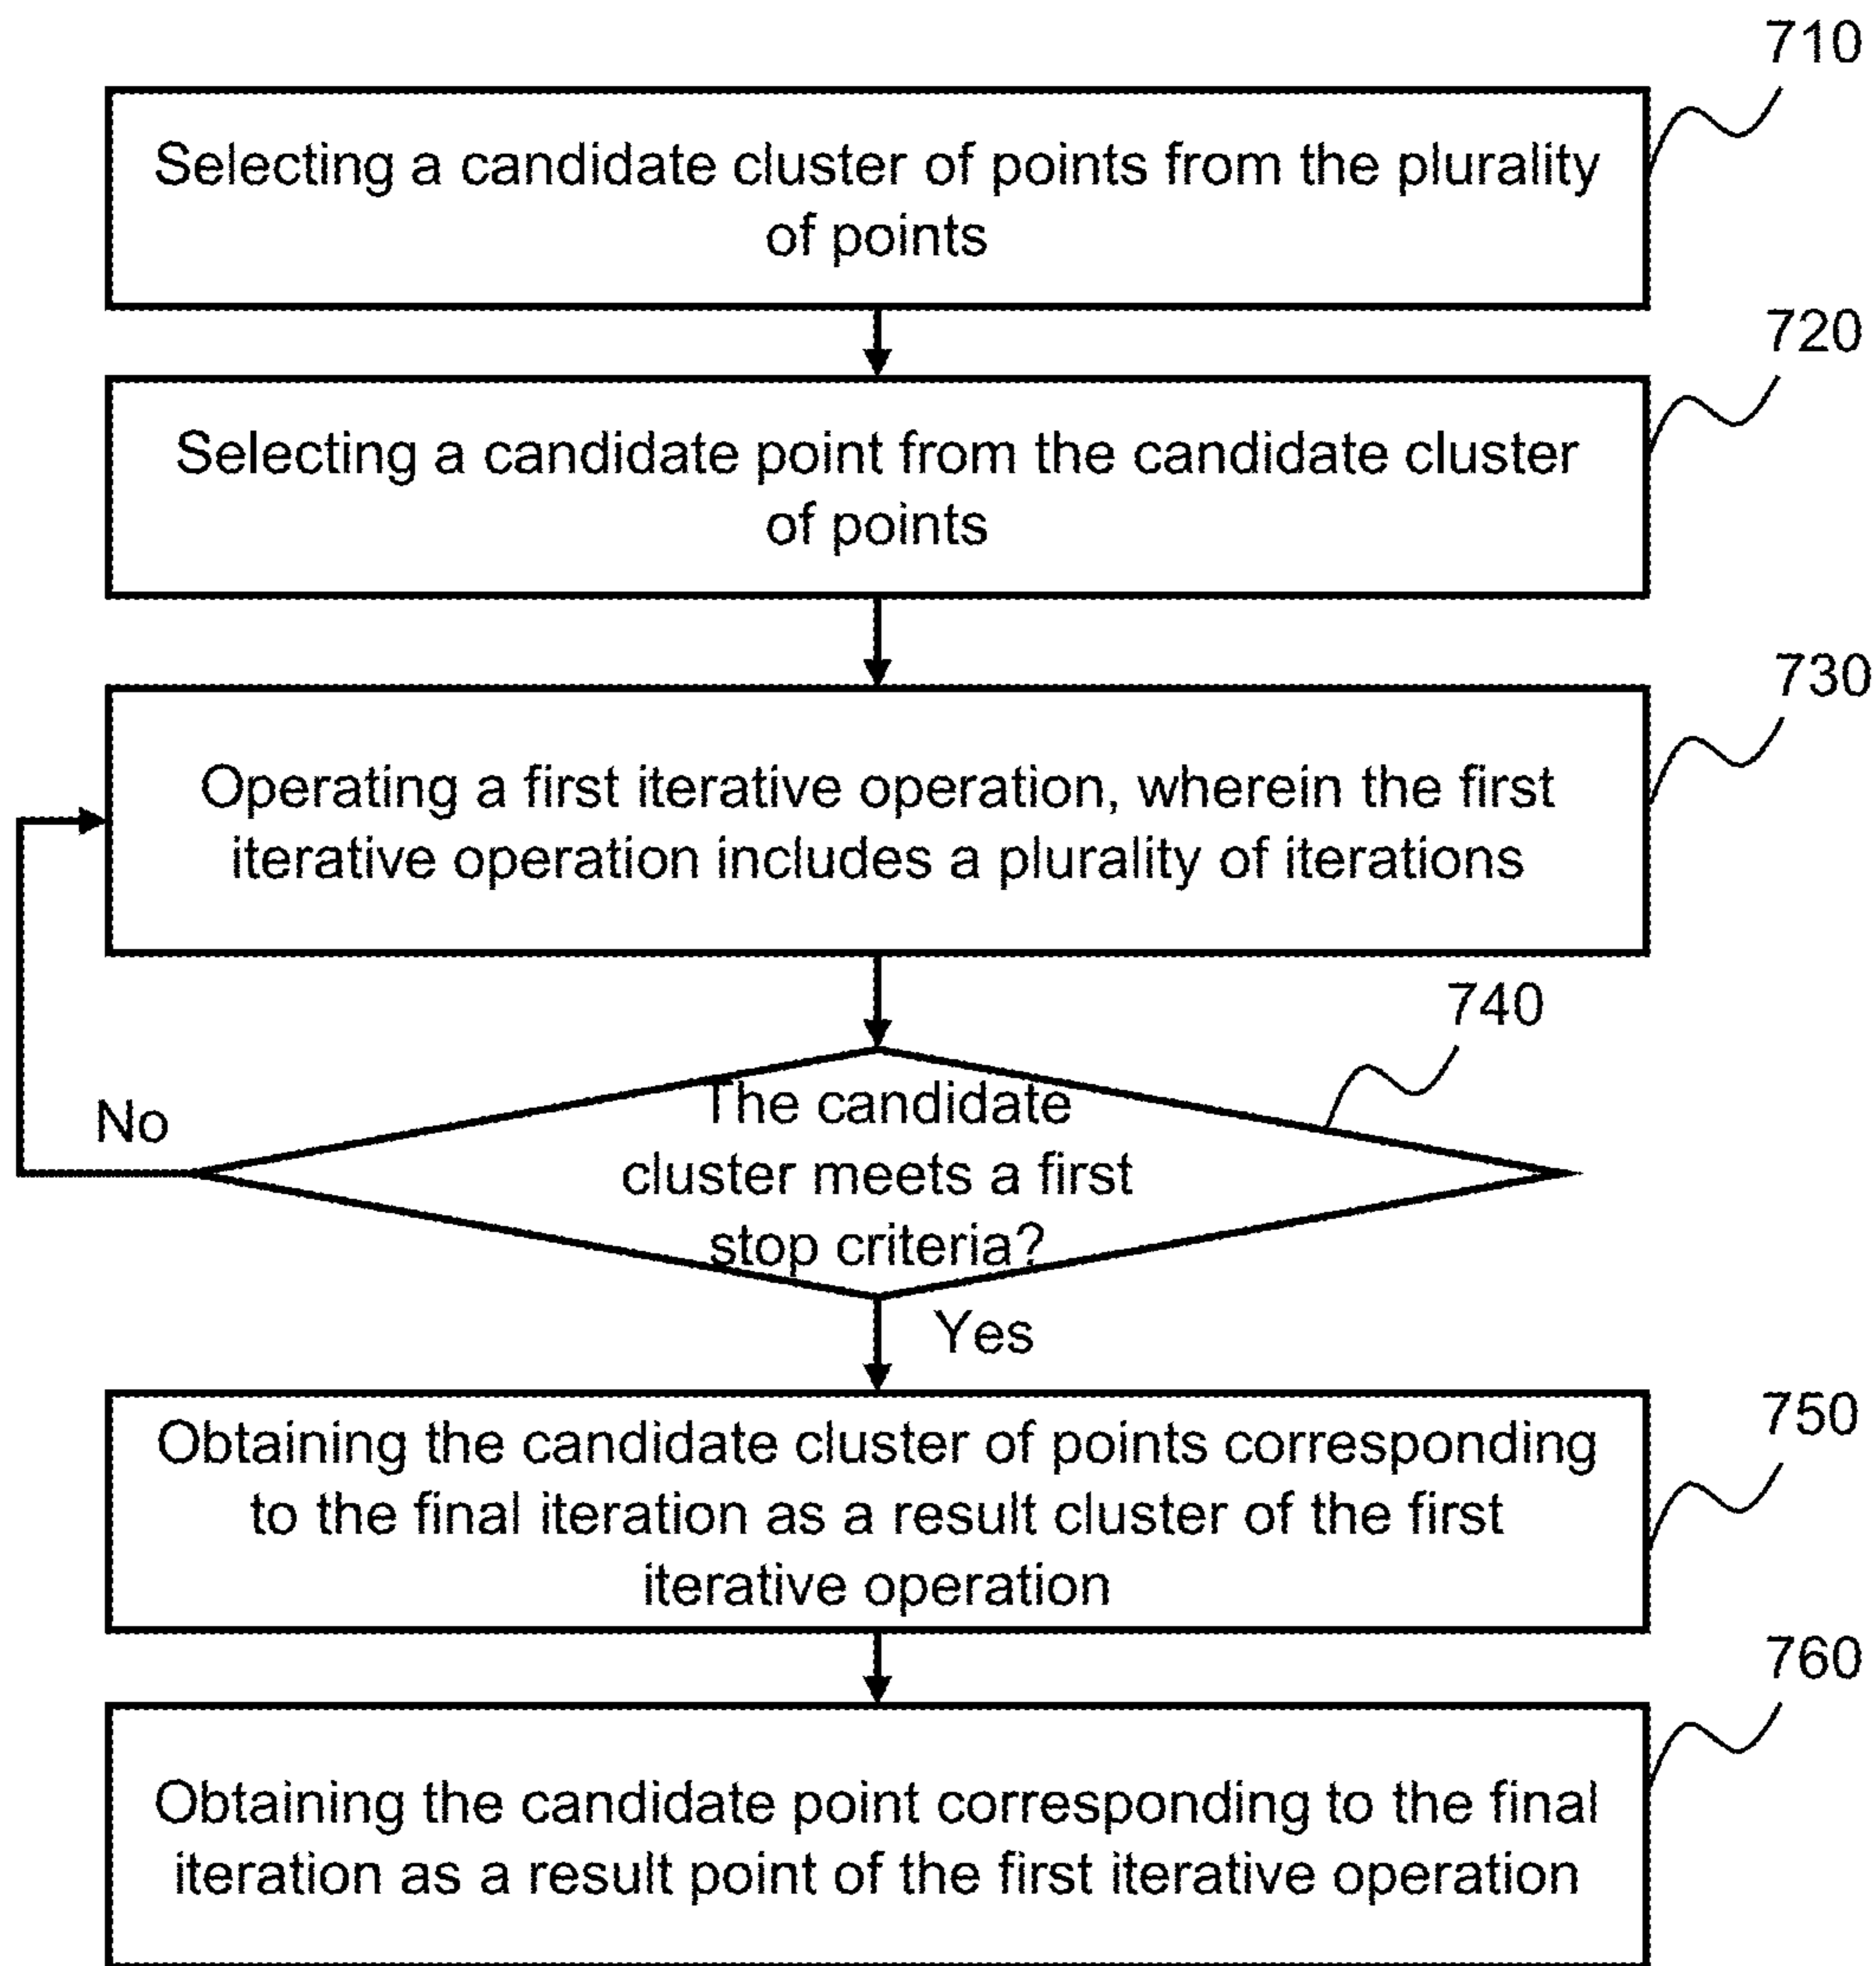 710
Selecting a candidate cluster of points from the plurality
of points
720
Selecting a candidate point from the candidate cluster
of points
730
Operating a first iterative operation, wherein the first
iterative operation includes a plurality of iterations
740
No
The candidate
cluster meets a first
stop criteria?
Yes
750
Obtaining the candidate cluster of points corresponding
to the final iteration as a result cluster of the first
iterative operation
760
Obtaining the candidate point corresponding to the final
iteration as a result point of the first iterative operation